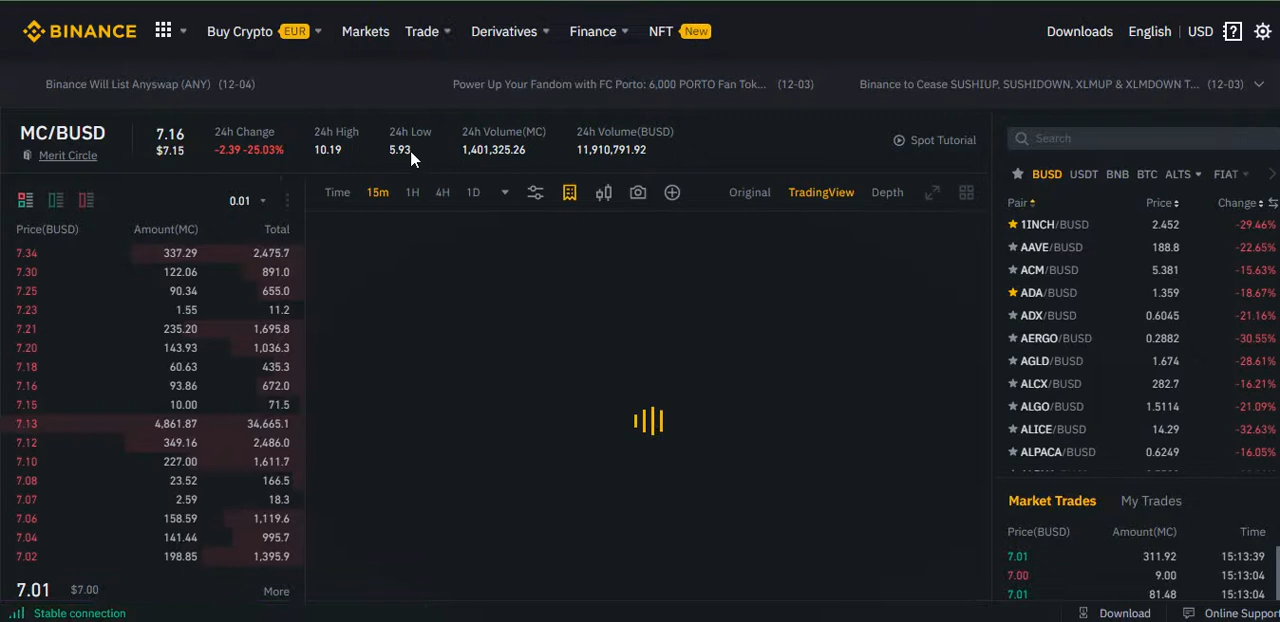 BINANCE Buy Crypto EUR Markets Trade Derivatives Finance NFT New Downloads English USD
Binance Will List Anyswap (ANY) (12-04) Power Up Your Fandom with FC Porto: 6,000 PORTO Fan Tok... (12-03) Binance to Cease SUSHIUP, SUSHIDOWN, XLMUP & XLMDOWN T... (12-03)
MC/BUSD
Merit Circle
7.16
$7.15
24h Change
-2.39 -25.03%
24h High
10.19
24h Low
5.93
24h Volume(MC)
1,401,325.26
24h Volume(BUSD)
11,910,791.92
Spot Tutorial
0.01
Price(BUSD) Amount(MC) Total
7.34 337.29 2,475.7
7.30 122.06 891.0
7.25 90.34 655.0
7.23 1.55 11.2
7.21 235.20 1,695.8
7.20 143.93 1,036.3
7.18 60.63 435.3
7.16 93.86 672.0
7.15 10.00 71.5
7.13 4,861.87 34,665.1
7.12 349.16 2,486.0
7.10 227.00 1,611.7
7.08 23.52 166.5
7.07 2.59 18.3
7.06 158.59 1,119.6
7.04 141.44 995.7
7.02 198.85 1,395.9
7.01 $7.00 More
Time 15m 1H 4H 1D Original TradingView Depth
Search
BUSD USDT BNB BTC ALTS FIAT
Pair Price Change
1INCH/BUSD 2.452 -29.46%
AAVE/BUSD 188.8 -22.65%
ACM/BUSD 5.381 -15.63%
ADA/BUSD 1.359 -18.67%
ADX/BUSD 0.6045 -21.16%
AERGO/BUSD 0.2882 -30.55%
AGLD/BUSD 1.674 -28.61%
ALCX/BUSD 282.7 -16.21%
ALGO/BUSD 1.5114 -21.09%
ALICE/BUSD 14.29 -32.63%
ALPACA/BUSD 0.6249 -16.05%
Market Trades My Trades
Price(BUSD) Amount(MC) Time
7.01 311.92 15:13:39
7.00 9.00 15:13:04
7.01 81.48 15:13:04
Stable connection Download Online Support